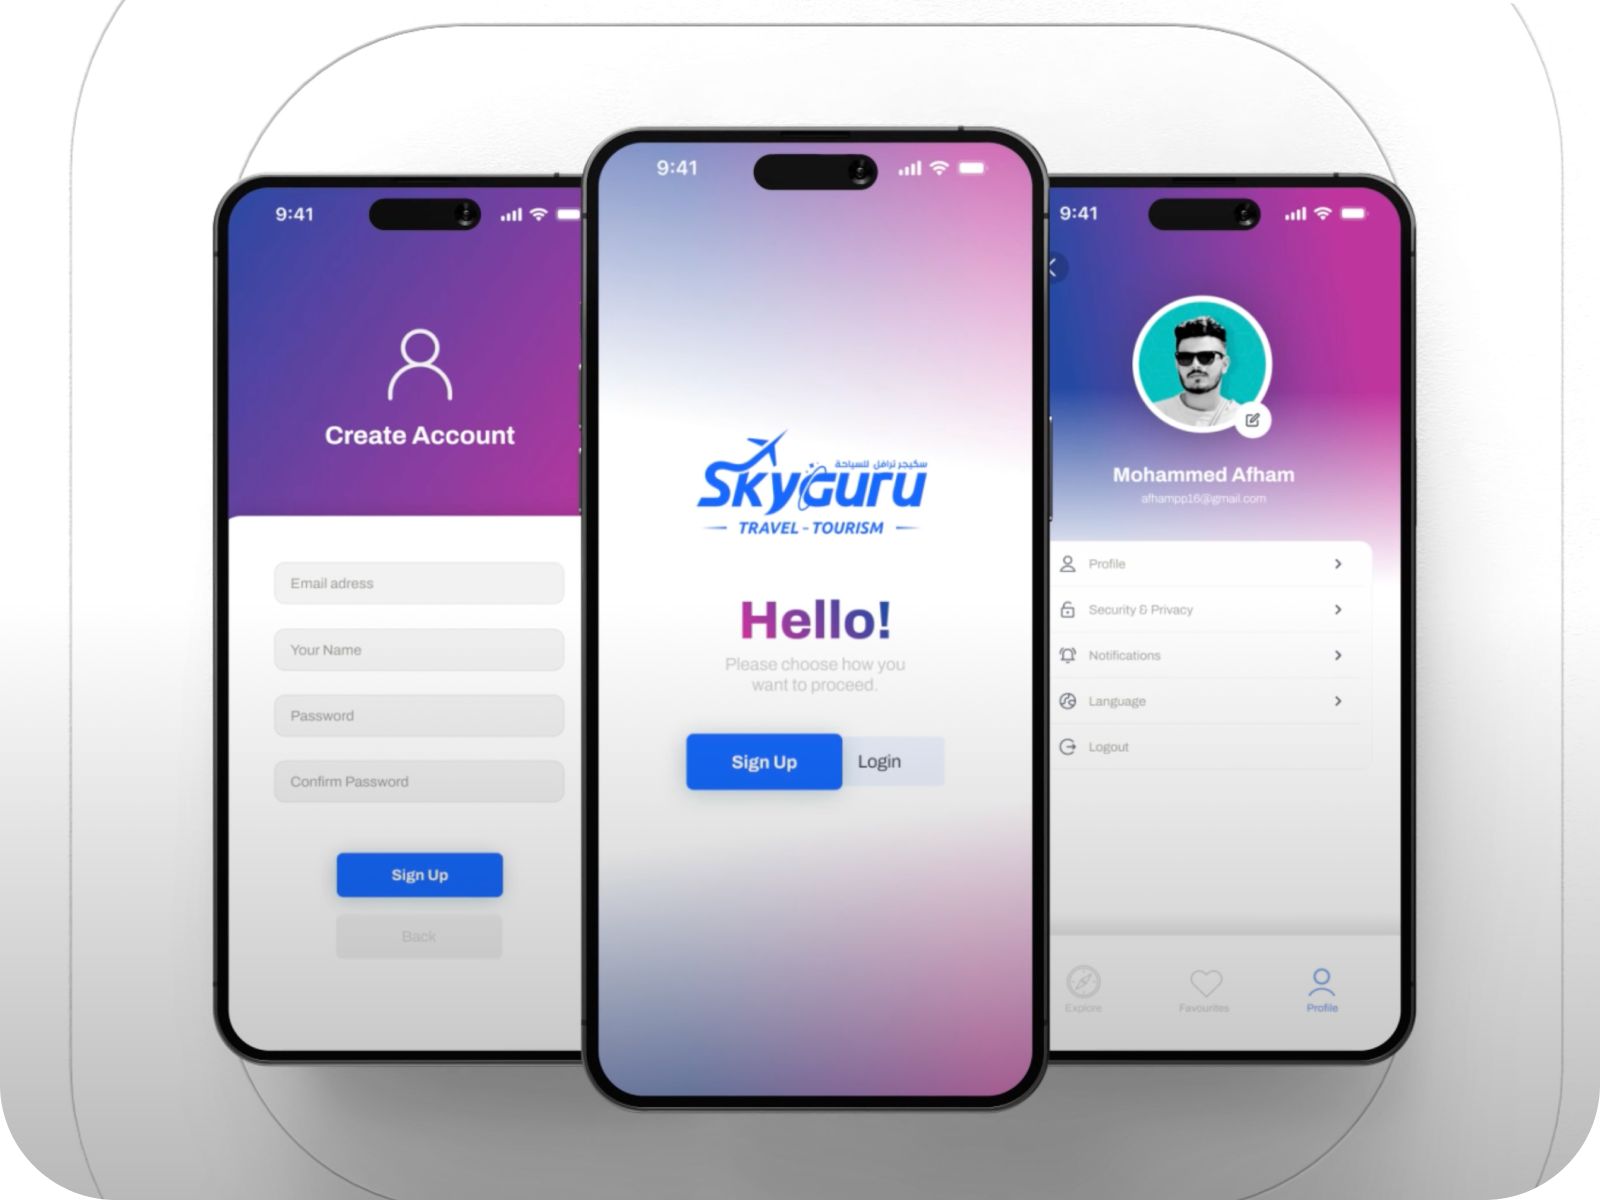 9:41
Create Account
Email adress
Your Name
Password
Confirm Password
Sign Up
Back
9:41
سكيجر ترافل للسياحة
SkyGuru
TRAVEL - TOURISM
Hello!
Please choose how you
want to proceed.
Sign Up
Login
9:41
Mohammed Afham
afhampp16@gmail.com
Profile
Security & Privacy
Notifications
Language
Logout
Explore
Favourites
Profile